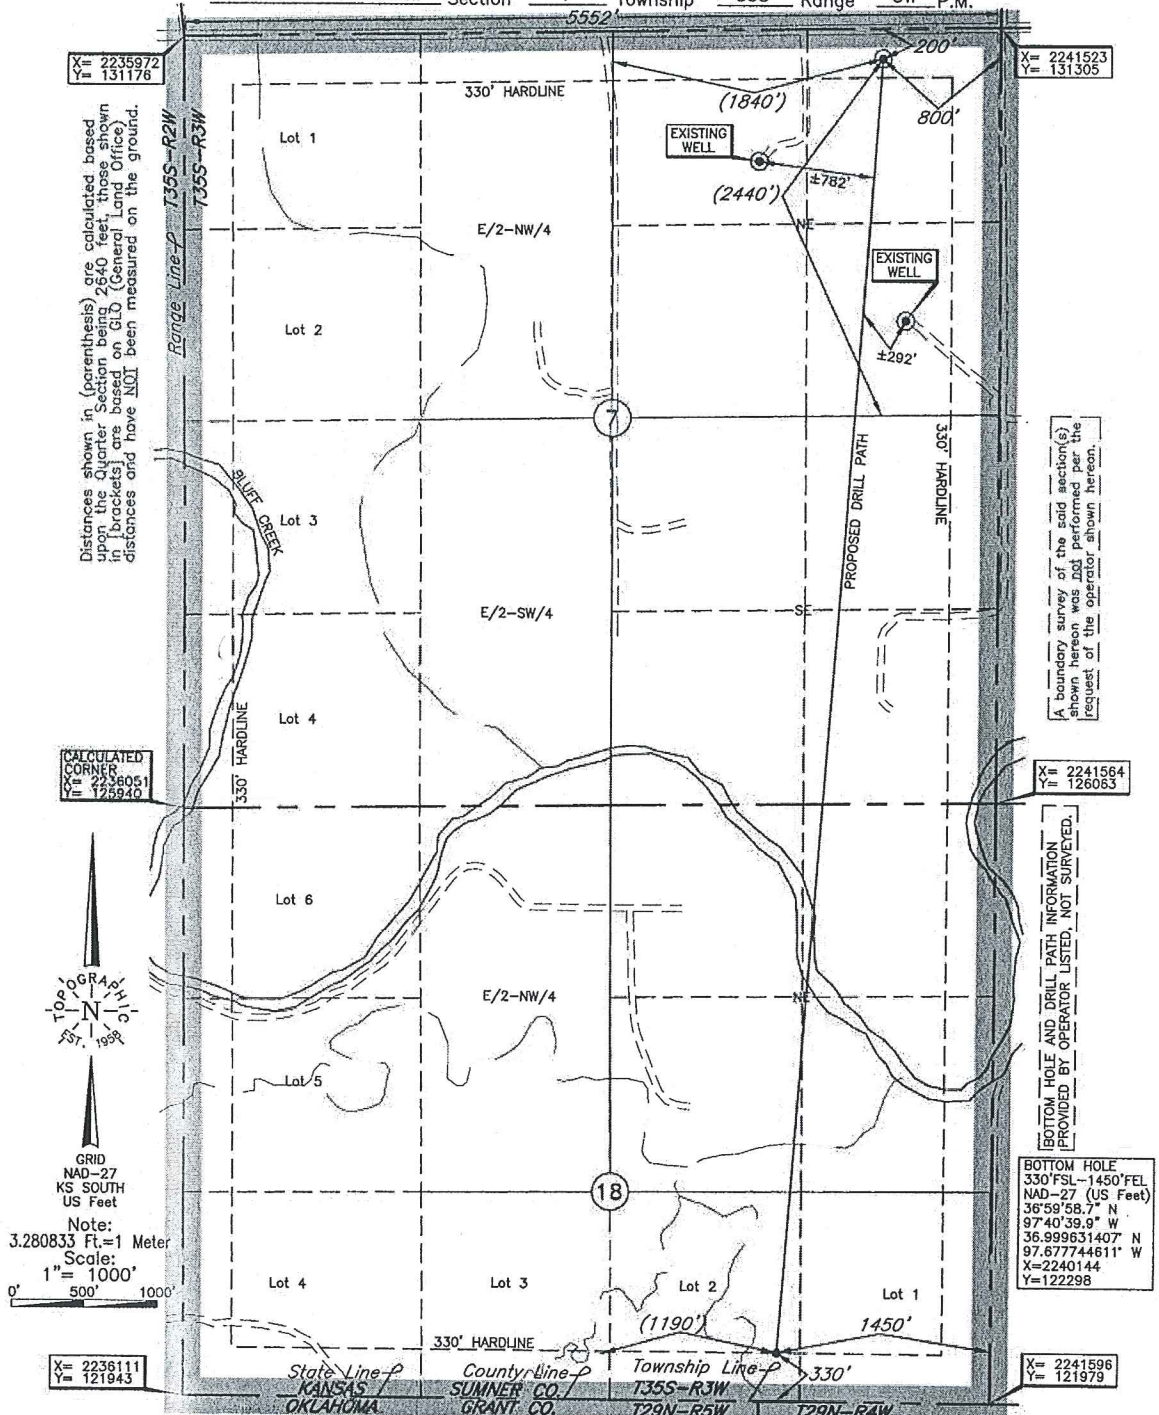 Section
Township
Range
P.M.
5552'
X= 2235972
Y= 131176
X= 2241523
Y= 131305
200'
330' HARDLINE
(1840')
800'
EXISTING
WELL
±782'
(2440')
Lot 1
E/2-NW/4
NE
EXISTING
WELL
±292'
Lot 2
T35S-R2W
T35S-R3W
Range Line
Distances shown in (parenthesis) are calculated based
upon the Quarter Section being 2640 feet, those shown
in [brackets] are based on GLO (General Land Office)
distances and have NOT been measured on the ground.
7
330' HARDLINE
PROPOSED DRILL PATH
A boundary survey of the said section(s)
shown hereon was not performed per the
request of the operator shown hereon.
BLUFF CREEK
Lot 3
E/2-SW/4
SE
Lot 4
330' HARDLINE
CALCULATED
CORNER
X= 2236051
Y= 125940
X= 2241564
Y= 126063
Lot 6
E/2-NW/4
NE
BOTTOM HOLE AND DRILL PATH INFORMATION
PROVIDED BY OPERATOR LISTED, NOT SURVEYED.
TOPOGRAPHIC
N
EST. 1958
Lot 5
GRID
NAD-27
KS SOUTH
US Feet
Note:
3.280833 Ft.=1 Meter
Scale:
1"= 1000'
0' 500' 1000'
18
BOTTOM HOLE
330'FSL-1450'FEL
NAD-27 (US Feet)
36°59'58.7" N
97°40'39.9" W
36.999631407° N
97.677744611° W
X=2240144
Y=122298
Lot 4
Lot 3
Lot 2
Lot 1
(1190')
1450'
330' HARDLINE
330'
X= 2236111
Y= 121943
State Line
County Line
Township Line
KANSAS
SUMNER CO.
T35S-R3W
OKLAHOMA
GRANT CO.
T29N-R5W
T29N-R4W
X= 2241596
Y= 121979